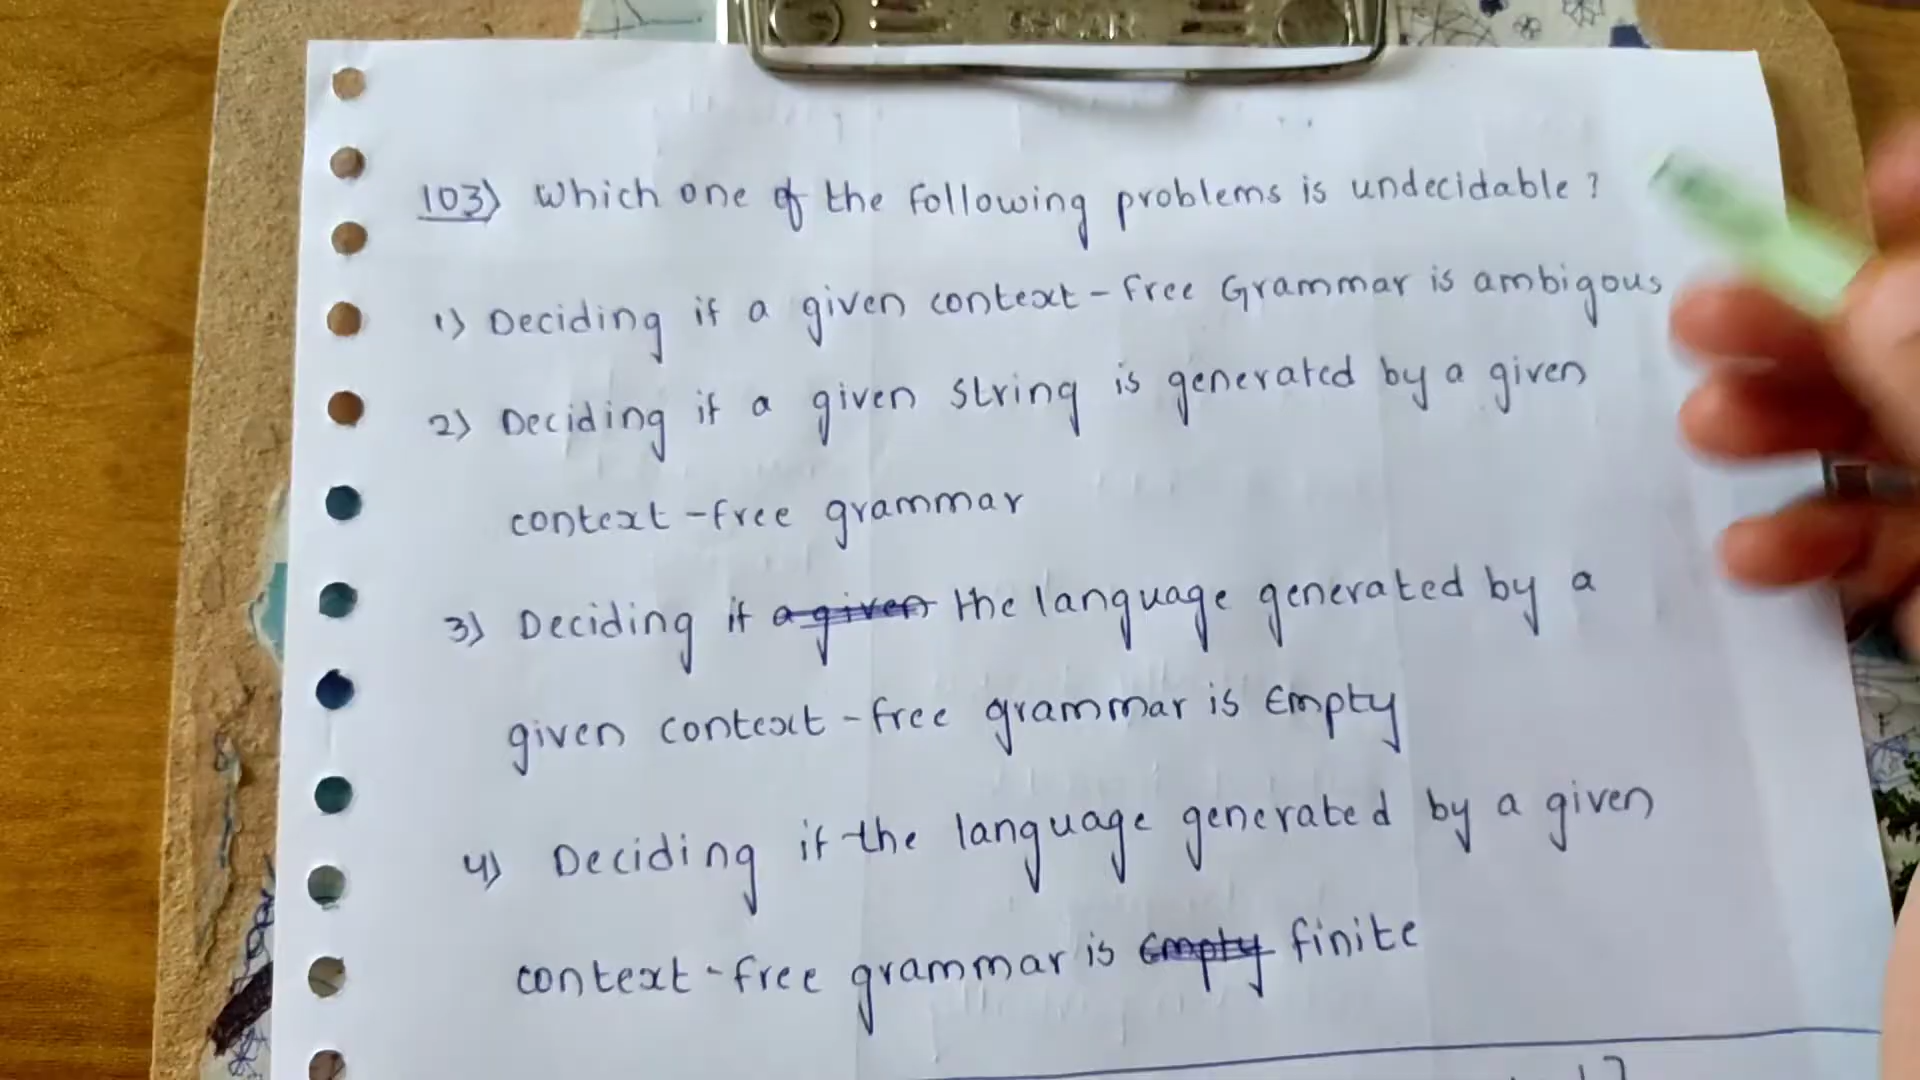 103) Which one of the following problems is undecidable?
1) Deciding if a given context-free Grammar is ambigous
2) Deciding if a given string is generated by a given
context-free grammar
3) Deciding if a given the language generated by a
given context-free grammar is Empty
4) Deciding if the language generated by a given
context-free grammar is Empty finite